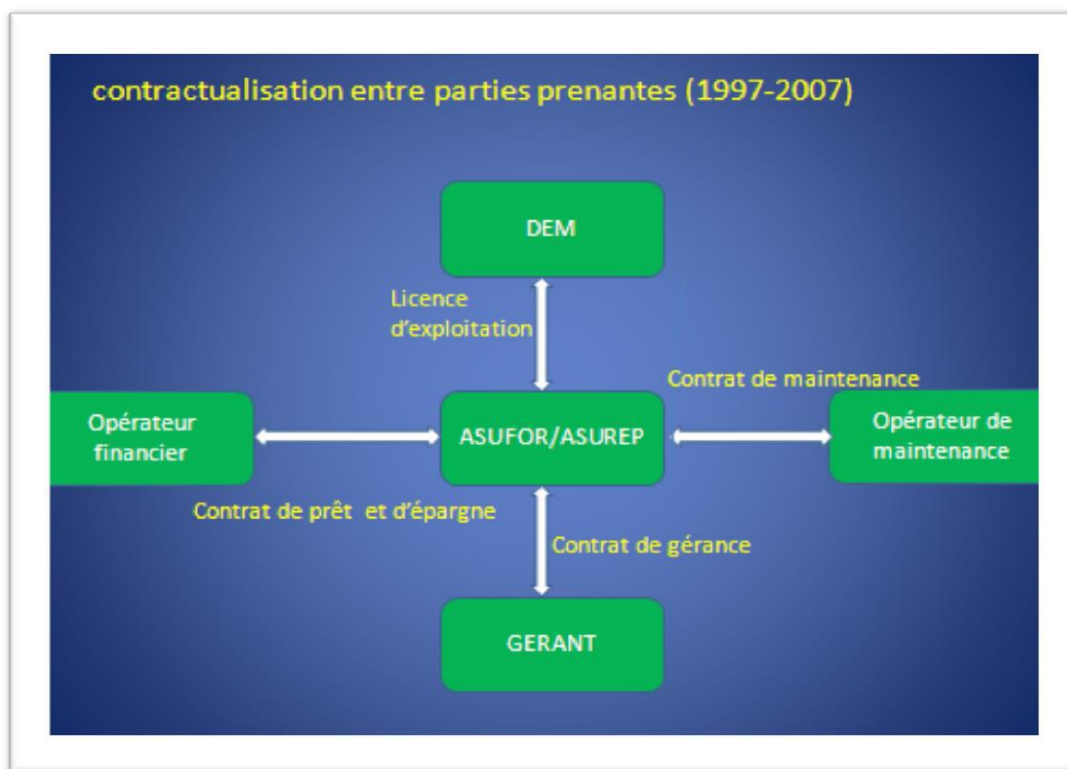 contractualisation entre parties prenantes (1997-2007)
DEM
Licence
d'exploitation
Contrat de maintenance
Opérateur
financier
ASUFOR/ASUREP
Opérateur de
maintenance
Contrat de prêt et d'épargne
Contrat de gérance
GERANT